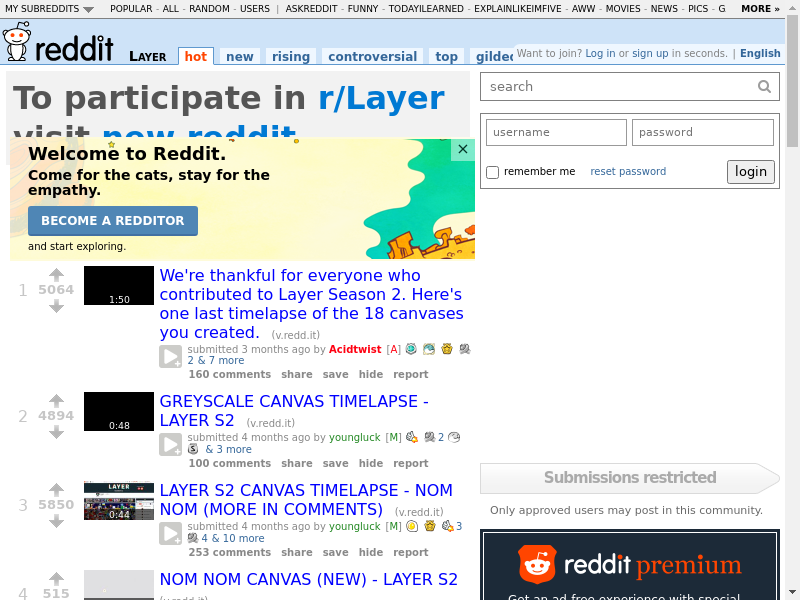 MY SUBREDDITS POPULAR - ALL - RANDOM - USERS | ASKREDDIT - FUNNY - TODAYILEARNED - EXPLAINLIKEIMFIVE - AWW - MOVIES - NEWS - PICS - G MORE »
reddit LAYER hot new rising controversial top gilded
Want to join? Log in or sign up in seconds. | English
To participate in r/Layer
visit new reddit
search
username password
remember me reset password login
Welcome to Reddit.
Come for the cats, stay for the
empathy.
BECOME A REDDITOR
and start exploring.
1 5064 1:50
We're thankful for everyone who
contributed to Layer Season 2. Here's
one last timelapse of the 18 canvases
you created. (v.redd.it)
submitted 3 months ago by Acidtwist [A]
2 & 7 more
160 comments share save hide report
2 4894 0:48
GREYSCALE CANVAS TIMELAPSE -
LAYER S2 (v.redd.it)
submitted 4 months ago by youngluck [M] 2
& 3 more
100 comments share save hide report
3 5850 LAYER 0:44
LAYER S2 CANVAS TIMELAPSE - NOM
NOM (MORE IN COMMENTS) (v.redd.it)
submitted 4 months ago by youngluck [M] 3
4 & 10 more
253 comments share save hide report
4 515
NOM NOM CANVAS (NEW) - LAYER S2
(v.redd.it)
Submissions restricted
Only approved users may post in this community.
reddit premium
Get an ad-free experience with special